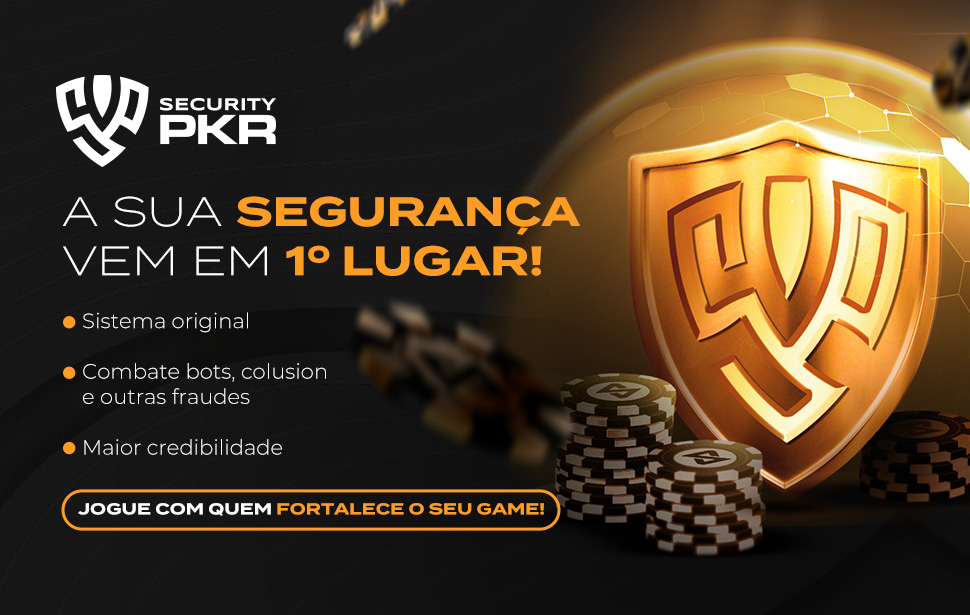 SECURITY
PKR
A SUA SEGURANÇA
VEM EM 1º LUGAR!
Sistema original
Combate bots, colusion
e outras fraudes
Maior credibilidade
JOGUE COM QUEM FORTALECE O SEU GAME!